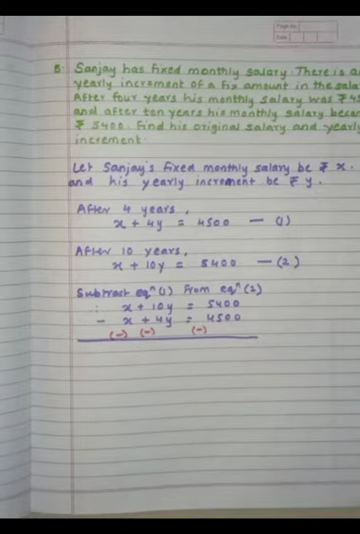 Page No.
Date
8. Sanjay has fixed monthly salary. There is a
yearly increment of a fix amount in the
After four years his monthly salary was
and after ten years his monthly salary
₹ 5400. Find his original salary and yearly
increment.
Let Sanjay's fixed monthly salary be ₹ x.
and his yearly increment be ₹ y.
After 4 years,
x + 4y = 4500 — (1)
After 10 years,
x + 10y = 5400 — (2)
Subtract eqⁿ (1) from eqⁿ (2)
∴ x + 10y = 5400
- x + 4y = 4500
(-) (-) (-)